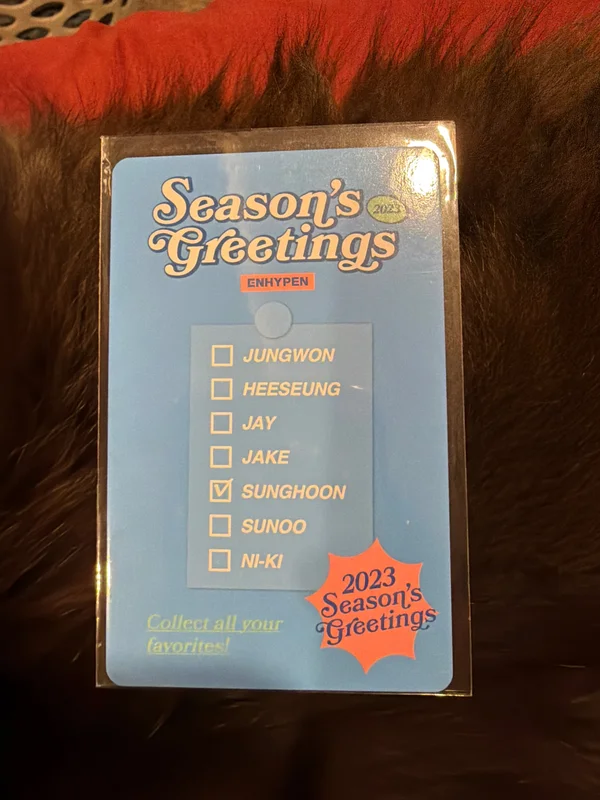 Season's
2023
Greetings
ENHYPEN
JUNGWON
HEESEUNG
JAY
JAKE
SUNGHOON
SUNOO
NI-KI
2023
Season's
Greetings
Collect all your
favorites!